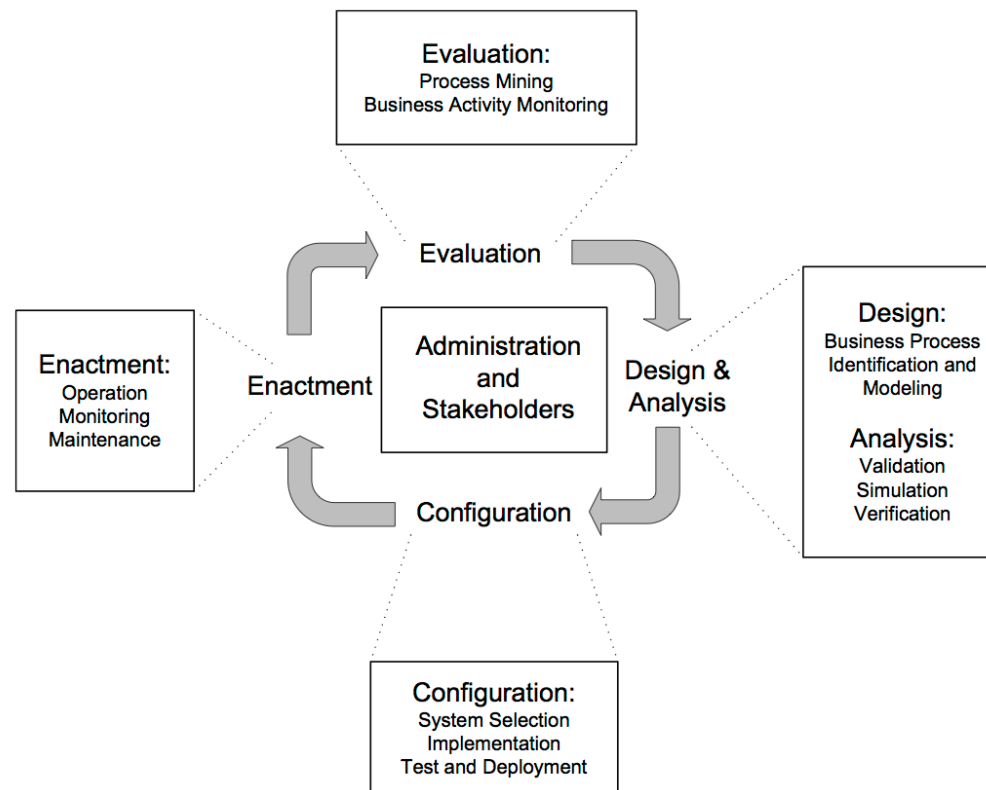 Evaluation:
Process Mining
Business Activity Monitoring
Evaluation
Administration
and
Stakeholders
Enactment:
Operation
Monitoring
Maintenance
Enactment
Design &
Analysis
Design:
Business Process
Identification and
Modeling
Analysis:
Validation
Simulation
Verification
Configuration
Configuration:
System Selection
Implementation
Test and Deployment